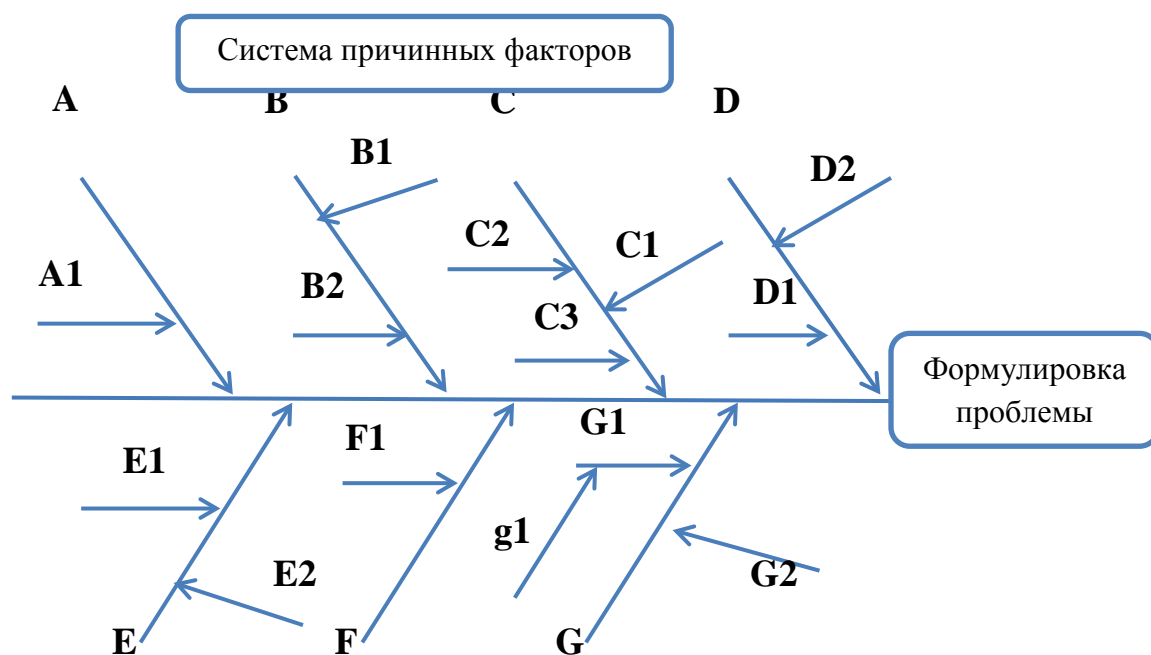 Система причинных факторов
A
B
C
D
B1
D2
C2
C1
A1
B2
C3
D1
Формулировка
проблемы
G1
F1
E1
g1
E2
G2
E
F
G